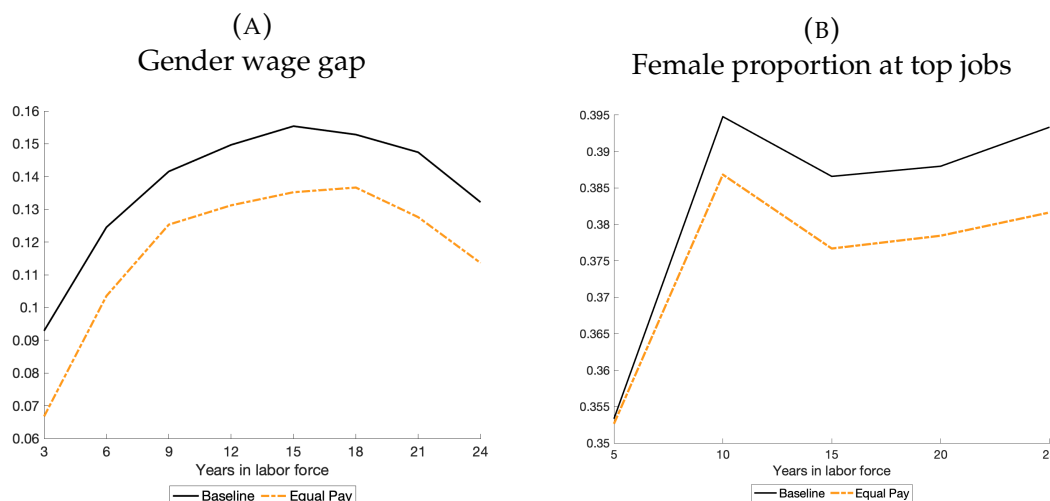 (A)
Gender wage gap
0.16
0.15
0.14
0.13
0.12
0.11
0.1
0.09
0.08
0.07
0.06
3 6 9 12 15 18 21 24
Years in labor force
Baseline Equal Pay
(B)
Female proportion at top jobs
0.395
0.39
0.385
0.38
0.375
0.37
0.365
0.36
0.355
0.35
5 10 15 20
Years in labor force
Baseline Equal Pay